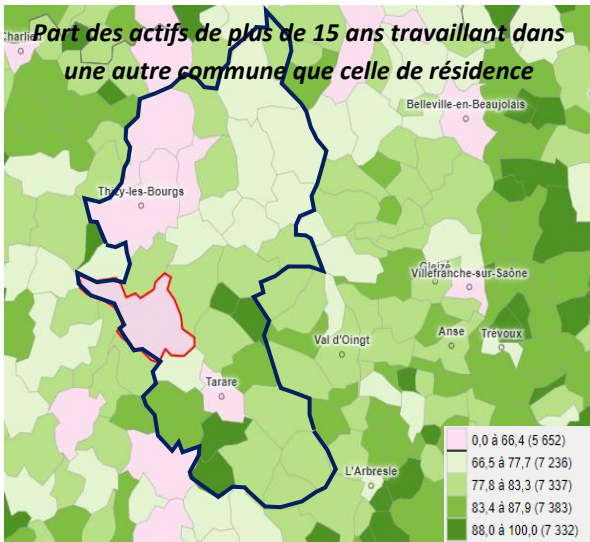 Part des actifs de plus de 15 ans travaillant dans
une autre commune que celle de résidence
Charlieu
Belleville-en-Beaujolais
Thizy-les-Bourgs
Gleizé
Villefranche-sur-Saône
Val d'Oingt
Anse
Trévoux
Tarare
L'Arbresle
0,0 à 66,4 (5 652)
66,5 à 77,7 (7 236)
77,8 à 83,3 (7 337)
83,4 à 87,9 (7 383)
88,0 à 100,0 (7 332)